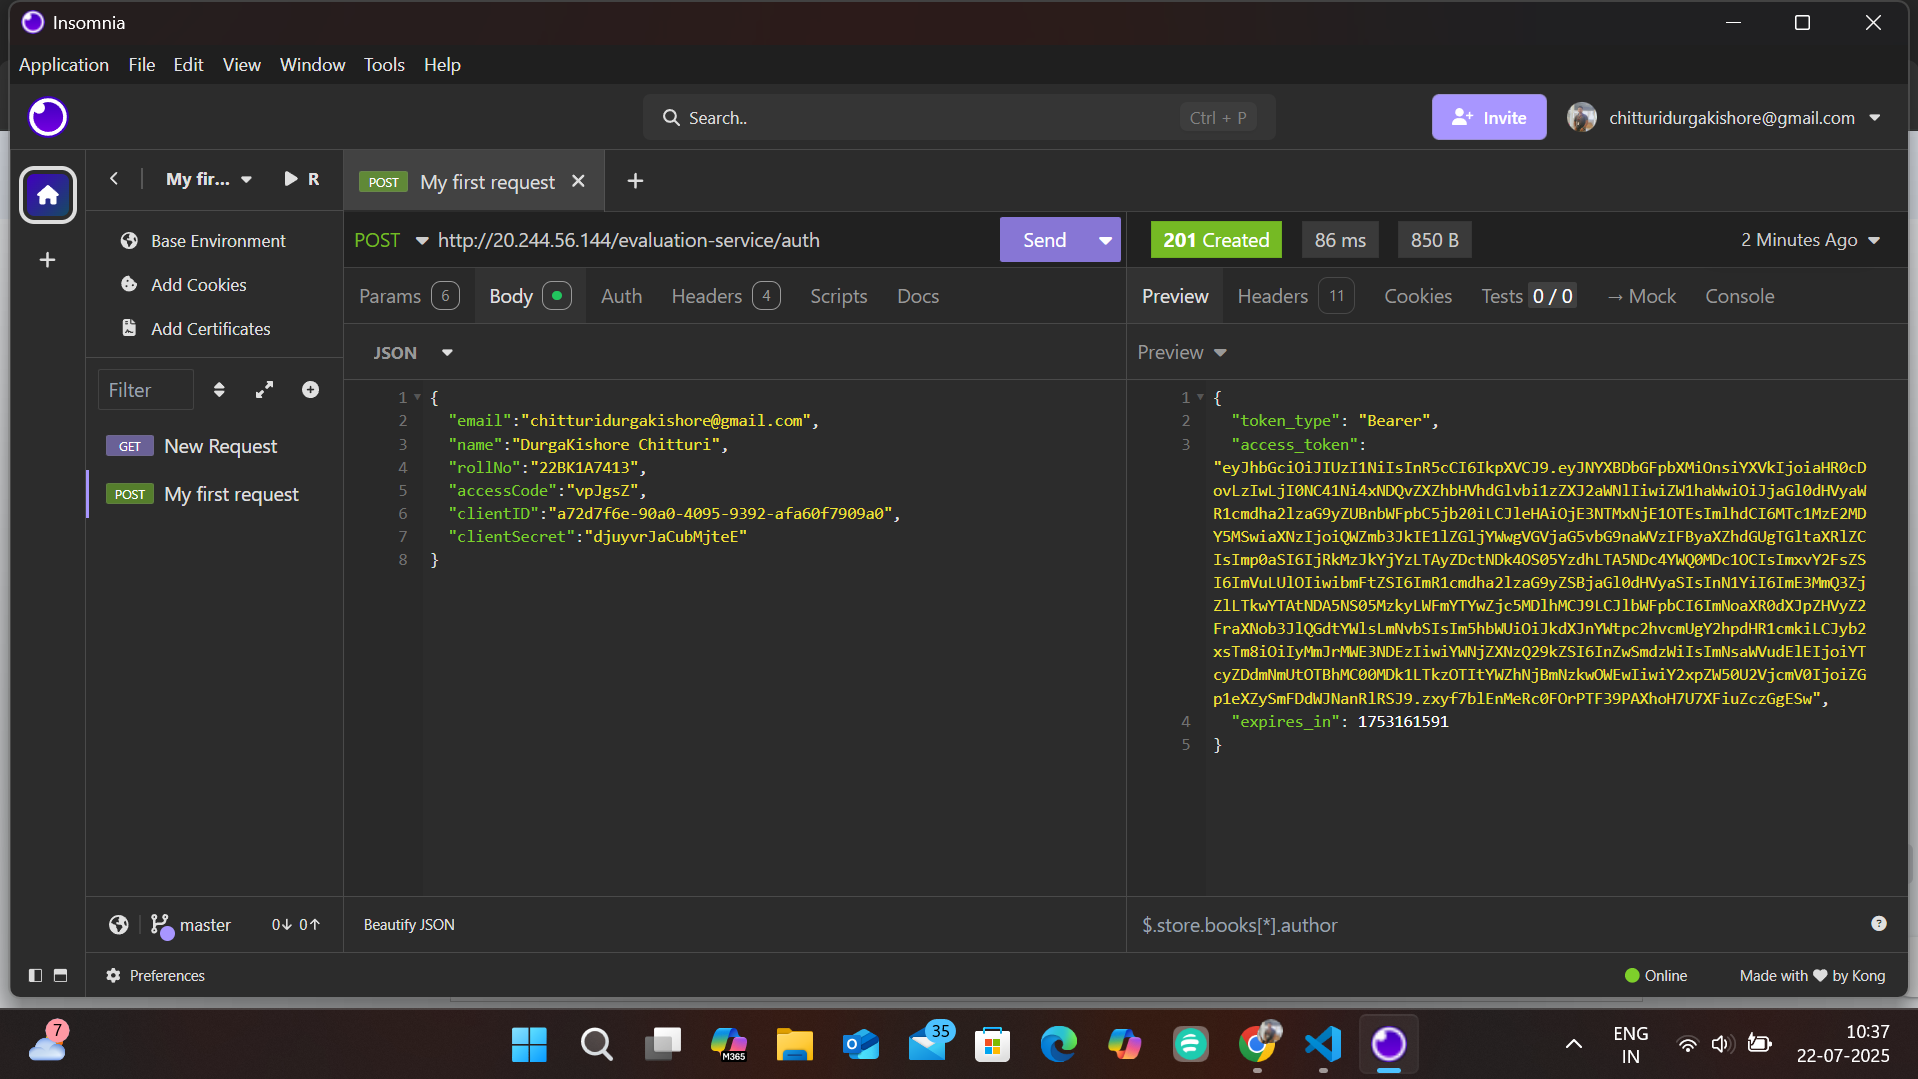 Insomnia
Application File Edit View Window Tools Help
Search.. Ctrl + P
Invite
chitturidurgakishore@gmail.com
My fir...
R
POST My first request
Base Environment
Add Cookies
Add Certificates
Filter
GET New Request
POST My first request
POST http://20.244.56.144/evaluation-service/auth
Send
201 Created 86 ms 850 B
2 Minutes Ago
Params 6 Body Auth Headers 4 Scripts Docs
Preview Headers 11 Cookies Tests 0 / 0 → Mock Console
JSON
1 {
2 "email":"chitturidurgakishore@gmail.com",
3 "name":"DurgaKishore Chitturi",
4 "rollNo":"22BK1A7413",
5 "accessCode":"vpJgsZ",
6 "clientID":"a72d7f6e-90a0-4095-9392-afa60f7909a0",
7 "clientSecret":"djuyvrJaCubMjteE"
8 }
Preview
1 {
2 "token_type": "Bearer",
3 "access_token":
4 "expires_in": 1753161591
5 }
master 0↓ 0↑
Beautify JSON
$.store.books[*].author
Preferences
Online
Made with ❤ by Kong
7
M365
35
ENG
IN
10:37
22-07-2025